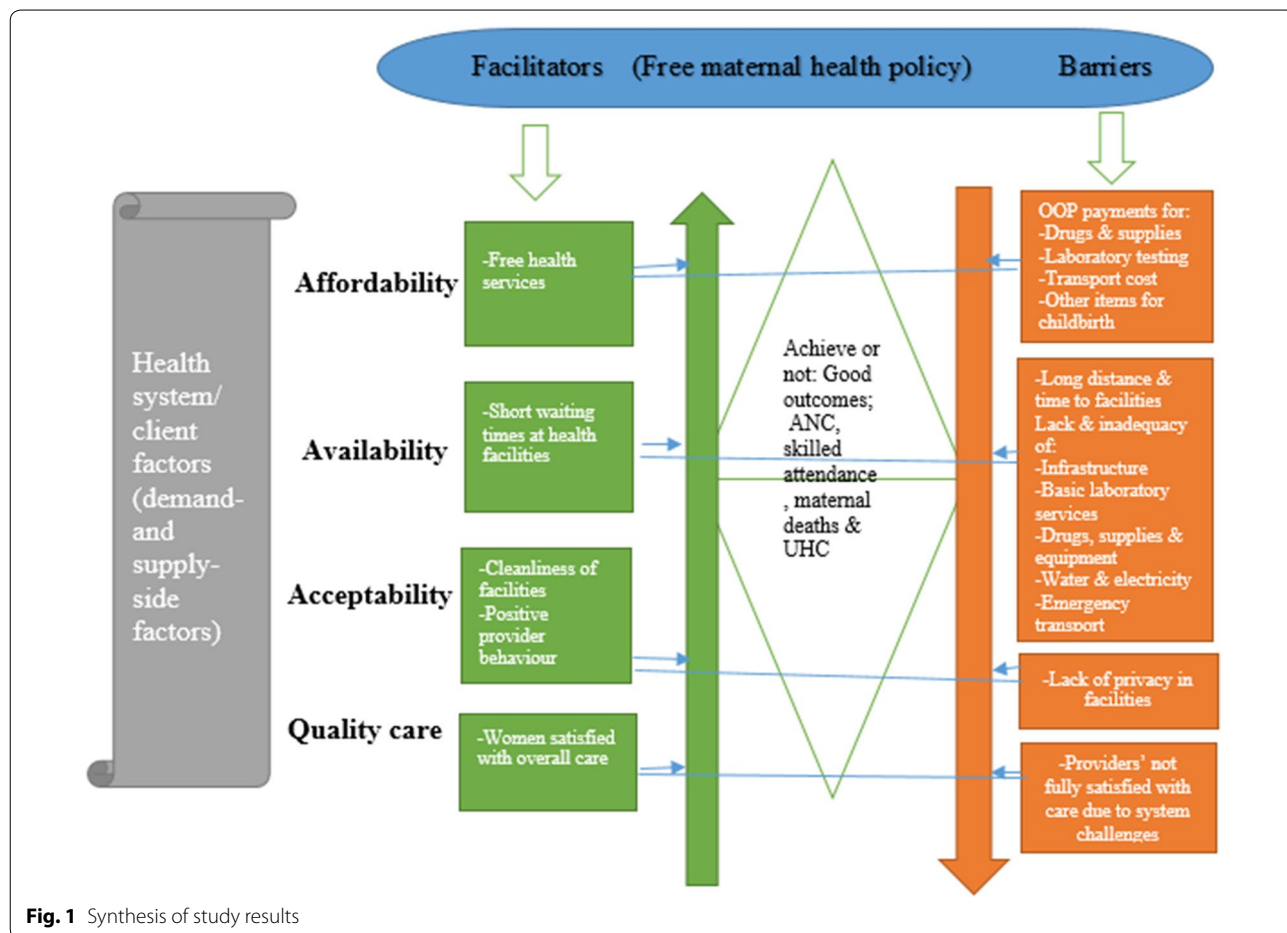 Facilitators (Free maternal health policy) Barriers
Health
system/
client
factors
(demand-
and
supply-
side
factors)
Affordability
-Free health
services
OOP payments for:
-Drugs & supplies
-Laboratory testing
-Transport cost
-Other items for
childbirth
Availability
-Short waiting
times at health
facilities
Achieve or
not: Good
outcomes;
ANC,
skilled
attendance
, maternal
deaths &
UHC
-Long distance &
time to facilities
Lack & inadequacy
of:
-Infrastructure
-Basic laboratory
services
-Drugs, supplies &
equipment
-Water & electricity
-Emergency
transport
Acceptability
-Cleanliness of
facilities
-Positive
provider
behaviour
-Lack of privacy in
facilities
Quality care
-Women satisfied
with overall care
-Providers’ not
fully satisfied with
care due to system
challenges
Fig. 1 Synthesis of study results